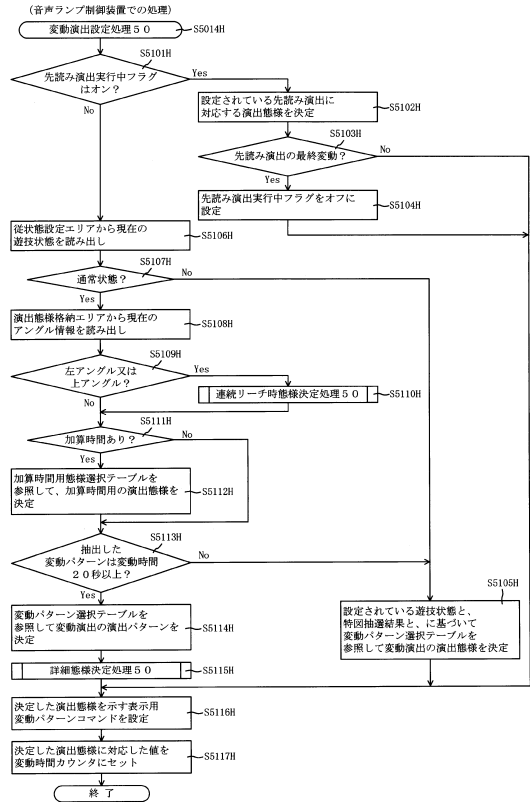 (音声ランプ制御装置での処理)
変動演出設定処理50
S5014H
S5101H
先読み演出実行中フラグ
はオン?
Yes
No
設定されている先読み演出に
対応する演出態様を決定
S5102H
S5103H
先読み演出の最終変動?
No
Yes
先読み演出実行中フラグをオフに
設定
S5104H
従状態設定エリアから現在の
遊技状態を読み出し
S5106H
S5107H
通常状態?
No
Yes
演出態様格納エリアから現在の
アングル情報を読み出し
S5108H
S5109H
左アングル又は
上アングル?
Yes
No
連続リーチ時態様決定処理50
S5110H
S5111H
加算時間あり?
No
Yes
加算時間用態様選択テーブルを
参照して、加算時間用の演出態様を
決定
S5112H
S5113H
抽出した
変動パターンは変動時間
20秒以上?
No
Yes
S5105H
設定されている遊技状態と、
特図抽選結果と、に基づいて
変動パターン選択テーブルを
参照して変動演出の演出態様を決定
変動パターン選択テーブルを
参照して変動演出の演出パターンを
決定
S5114H
詳細態様決定処理50
S5115H
決定した演出態様を示す表示用
変動パターンコマンドを設定
S5116H
決定した演出態様に対応した値を
変動時間カウンタにセット
S5117H
終了